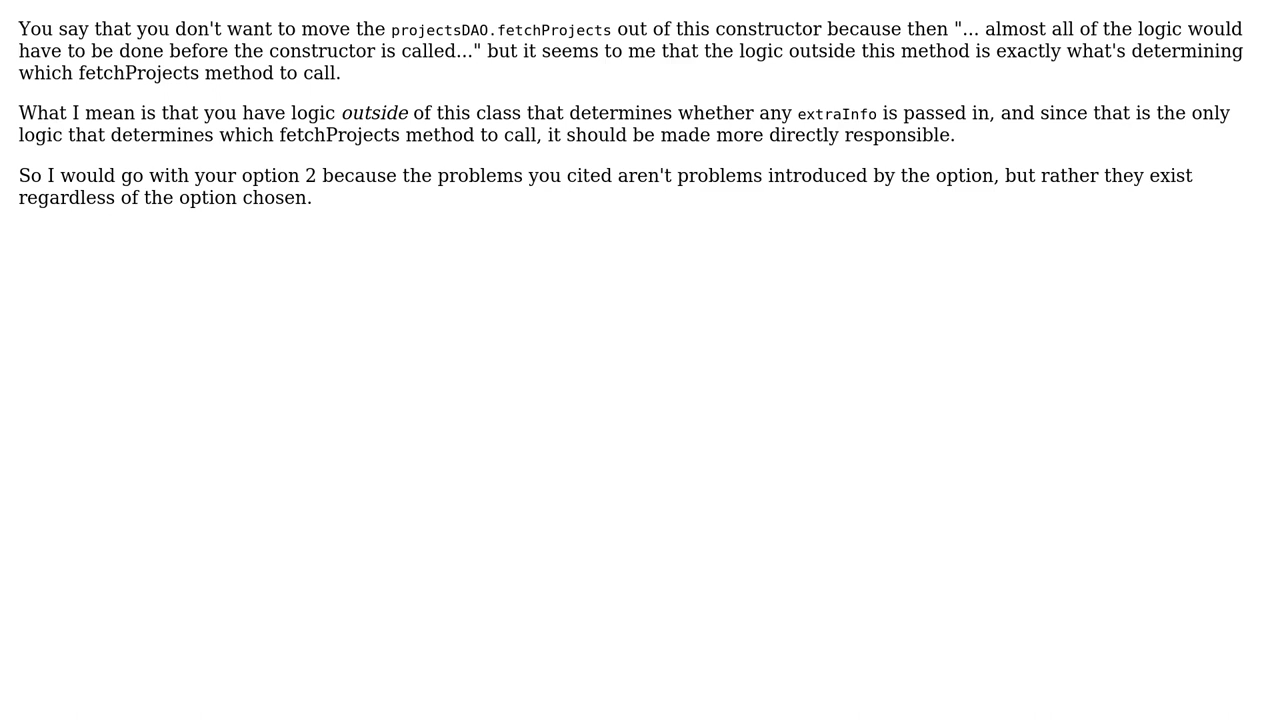 You say that you don't want to move the projectsDAO.fetchProjects out of this constructor because then "... almost all of the logic would
have to be done before the constructor is called..." but it seems to me that the logic outside this method is exactly what's determining
which fetchProjects method to call.
What I mean is that you have logic outside of this class that determines whether any extraInfo is passed in, and since that is the only
logic that determines which fetchProjects method to call, it should be made more directly responsible.
So I would go with your option 2 because the problems you cited aren't problems introduced by the option, but rather they exist
regardless of the option chosen.